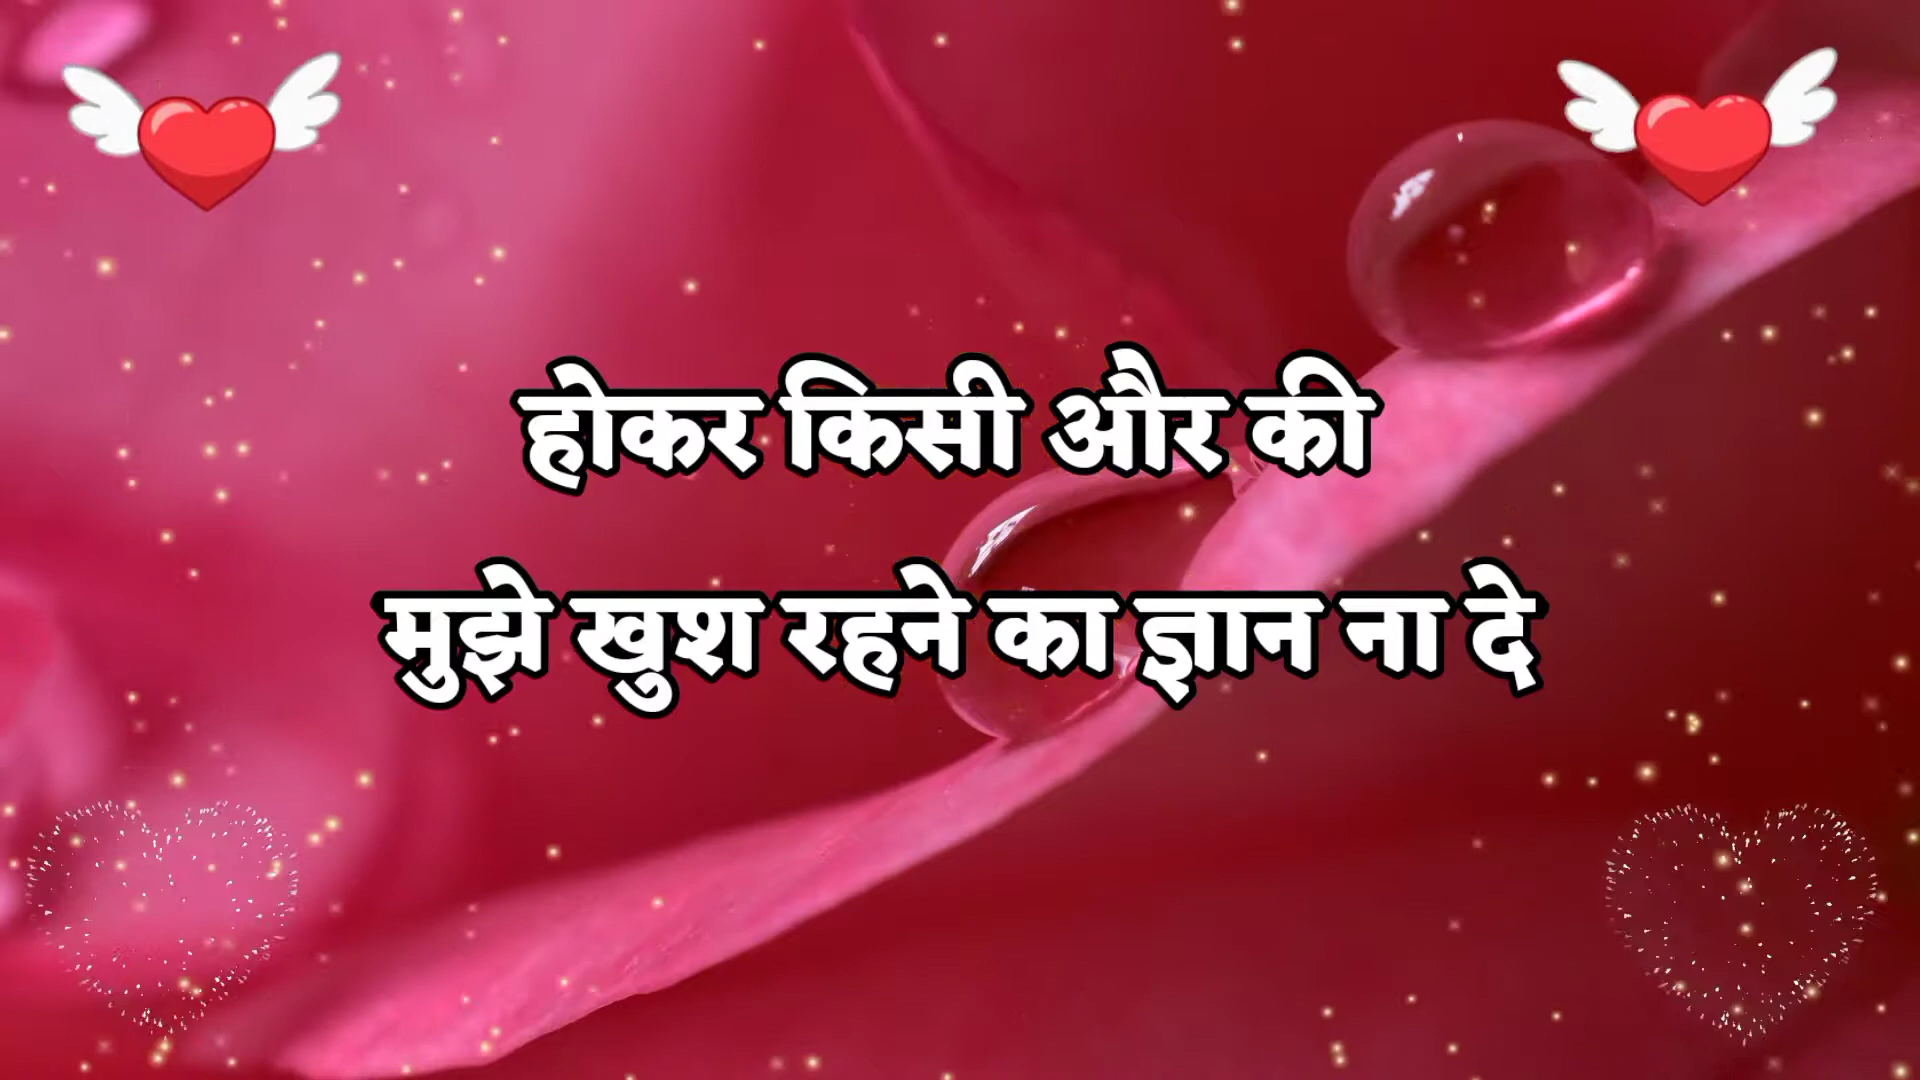 होकर किसी और की
मुझे खुश रहने का ज्ञान ना दे